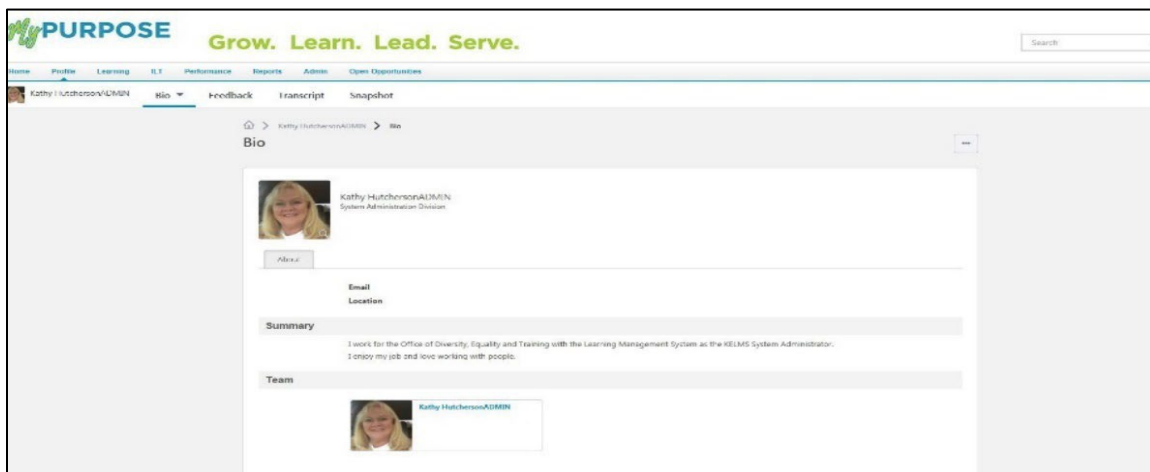 MyPURPOSE
Grow. Learn. Lead. Serve.
Search
Home Profile Learning ILT Performance Reports Admin Open Opportunities
Kathy HutchersonADMIN Bio Feedback Transcript Snapshot
Kathy HutchersonADMIN > Bio
Bio
Kathy HutchersonADMIN
System Administration Division
About
Email
Location
Summary
I work for the Office of Diversity, Equality and Training with the Learning Management System as the KELMS System Administrator.
I enjoy my job and love working with people.
Team
Kathy HutchersonADMIN